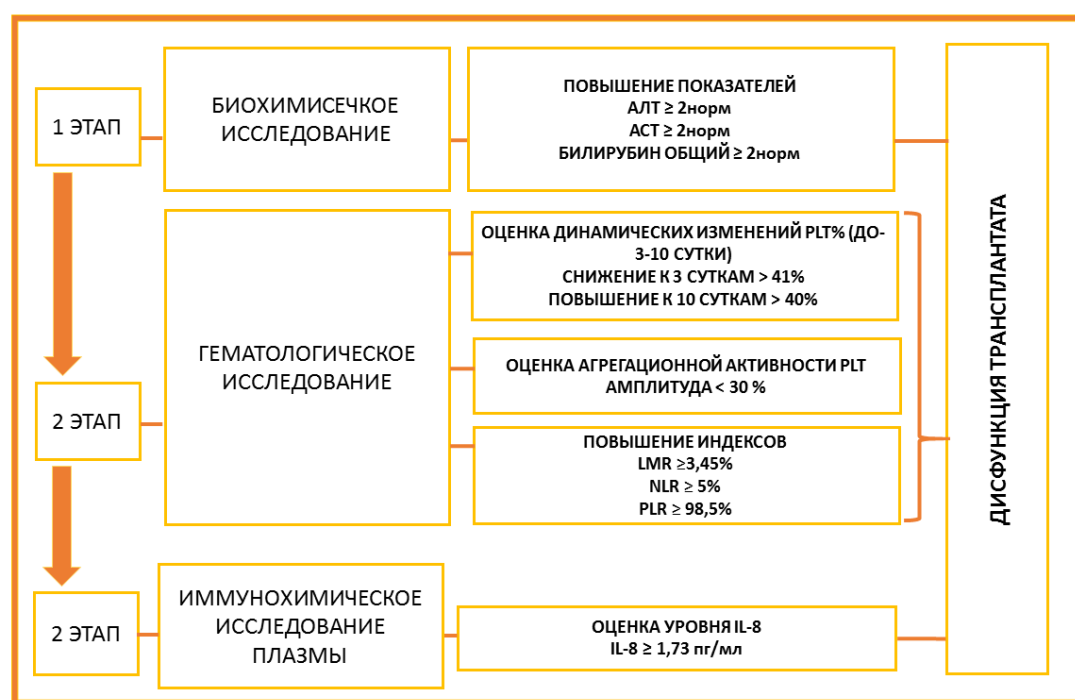 1 ЭТАП
БИОХИМИСЕЧКОЕ
ИССЛЕДОВАНИЕ
ПОВЫШЕНИЕ ПОКАЗАТЕЛЕЙ
АЛТ ≥ 2норм
АСТ ≥ 2норм
БИЛИРУБИН ОБЩИЙ ≥ 2норм
2 ЭТАП
ГЕМАТОЛОГИЧЕСКОЕ
ИССЛЕДОВАНИЕ
ОЦЕНКА ДИНАМИЧЕСКИХ ИЗМЕНЕНИЙ PLT% (ДО-
3-10 СУТКИ)
СНИЖЕНИЕ К 3 СУТКАМ > 41%
ПОВЫШЕНИЕ К 10 СУТКАМ > 40%
ОЦЕНКА АГРЕГАЦИОННОЙ АКТИВНОСТИ PLT
АМПЛИТУДА < 30 %
ПОВЫШЕНИЕ ИНДЕКСОВ
LMR ≥3,45%
NLR ≥ 5%
PLR ≥ 98,5%
2 ЭТАП
ИММУНОХИМИЧЕСКОЕ
ИССЛЕДОВАНИЕ
ПЛАЗМЫ
ОЦЕНКА УРОВНЯ IL-8
IL-8 ≥ 1,73 пг/мл
ДИСФУНКЦИЯ ТРАНСПЛАНТАТА